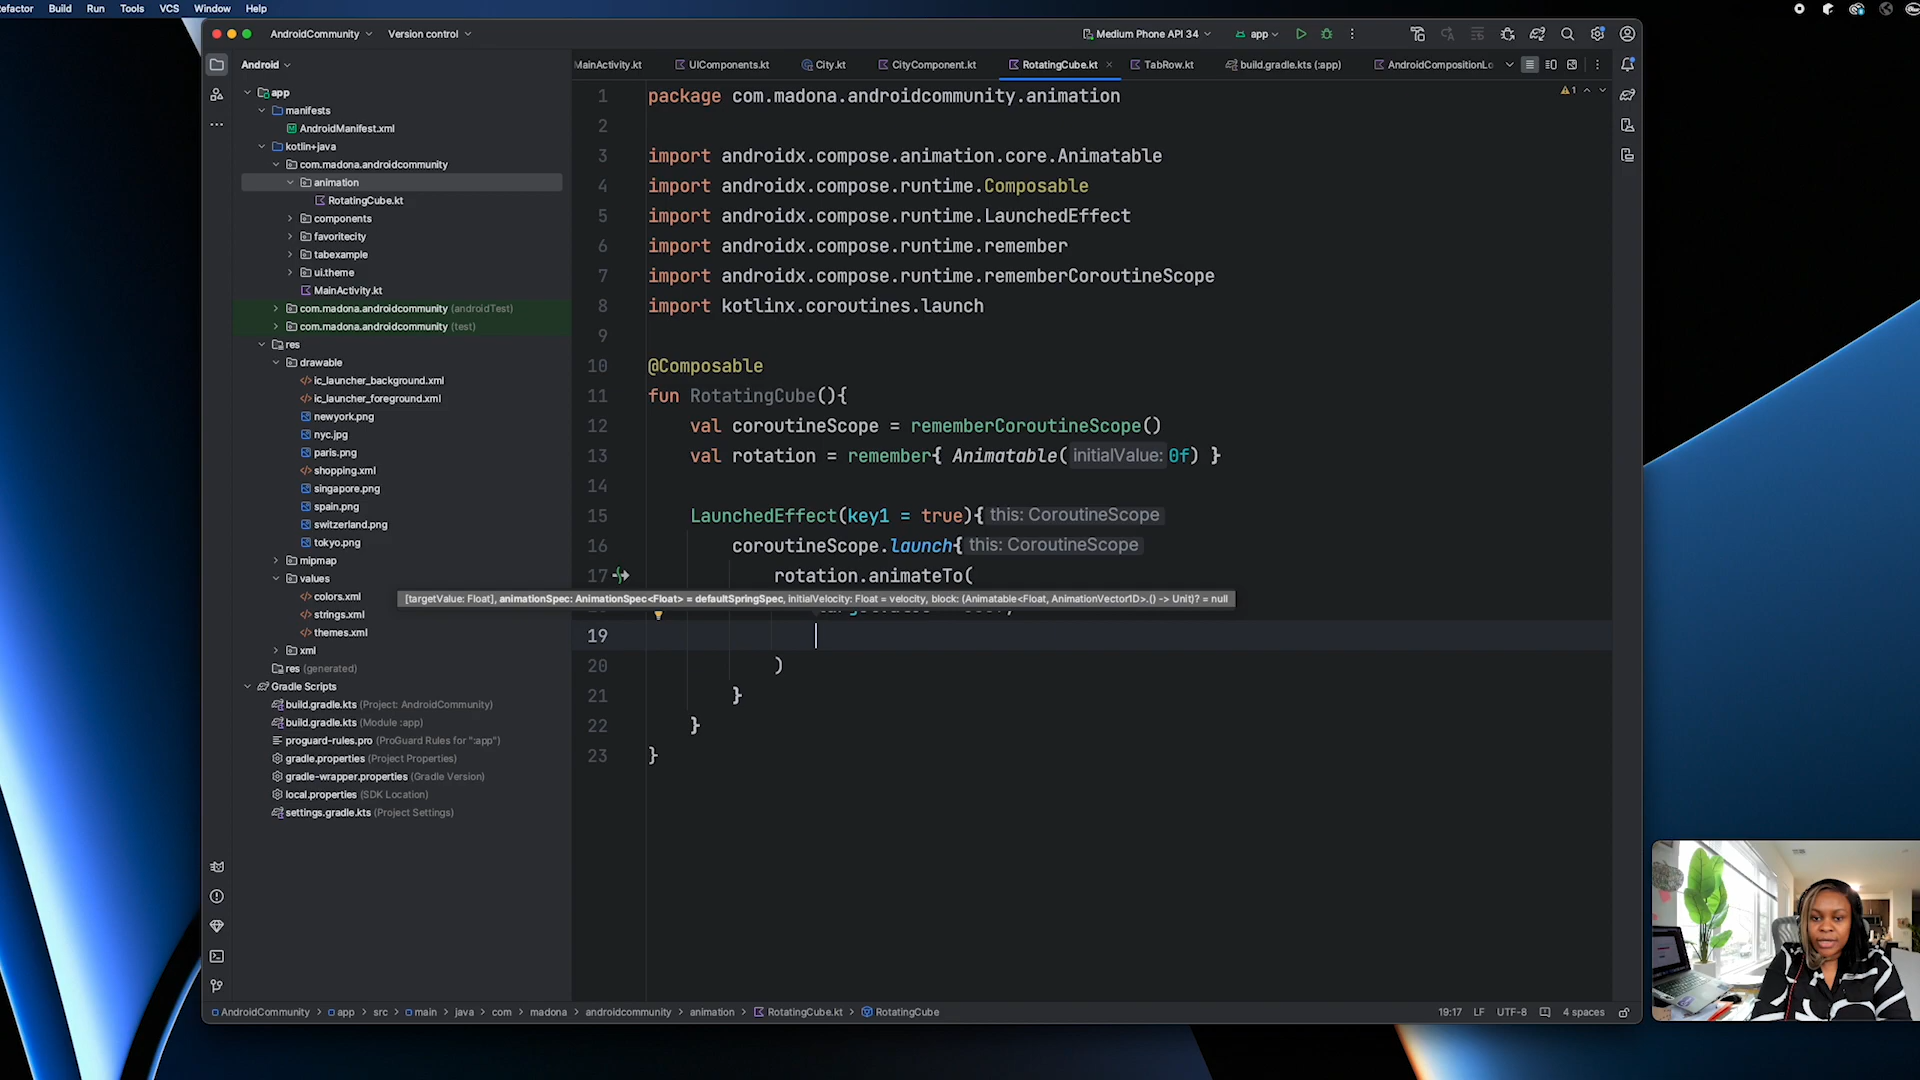 Build Run Tools VCS Window Help
AndroidCommunity Version control Medium Phone API 34 app
Android
MainActivity.kt UIComponents.kt City.kt CityComponent.kt RotatingCube.kt TabRow.kt build.gradle.kts (:app)
app
manifests
AndroidManifest.xml
kotlin+java
com.madona.androidcommunity
animation
RotatingCube.kt
components
favoritecity
tabexample
ui.theme
MainActivity.kt
com.madona.androidcommunity (androidTest)
com.madona.androidcommunity (test)
res
drawable
ic_launcher_background.xml
ic_launcher_foreground.xml
newyork.png
nyc.jpg
paris.png
shopping.xml
singapore.png
spain.png
switzerland.png
tokyo.png
mipmap
values
colors.xml
strings.xml
themes.xml
xml
res (generated)
Gradle Scripts
build.gradle.kts (Project: AndroidCommunity)
build.gradle.kts (Module :app)
proguard-rules.pro (ProGuard Rules for ":app")
gradle.properties (Project Properties)
gradle-wrapper.properties (Gradle Version)
local.properties (SDK Location)
settings.gradle.kts (Project Settings)
1
1 package com.madona.androidcommunity.animation
2
3 import androidx.compose.animation.core.Animatable
4 import androidx.compose.runtime.Composable
5 import androidx.compose.runtime.LaunchedEffect
6 import androidx.compose.runtime.remember
7 import androidx.compose.runtime.rememberCoroutineScope
8 import kotlinx.coroutines.launch
9
10 @Composable
11 fun RotatingCube(){
12 val coroutineScope = rememberCoroutineScope()
13 val rotation = remember{ Animatable( initialValue: 0f) }
14
15 LaunchedEffect(key1 = true){ this: CoroutineScope
16 coroutineScope.launch{ this: CoroutineScope
17 rotation.animateTo(
[targetValue: Float], animationSpec: AnimationSpec<Float> = defaultSpringSpec, initialVelocity: Float = velocity, block: (Animatable<Float, AnimationVector1D>.() -> Unit)? = null
19
20 )
21 }
22 }
23 }
AndroidCommunity > app > src > main > java > com > madona > androidcommunity > animation > RotatingCube.kt > RotatingCube
19:17 LF UTF-8 4 spaces